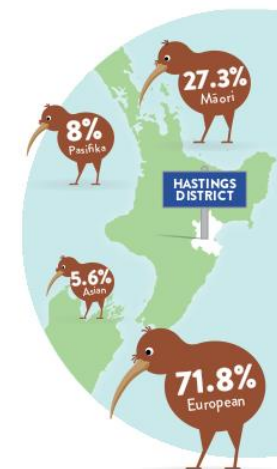 27.3%
Māori
8%
Pasifika
HASTINGS
DISTRICT
5.6%
Asian
71.8%
European